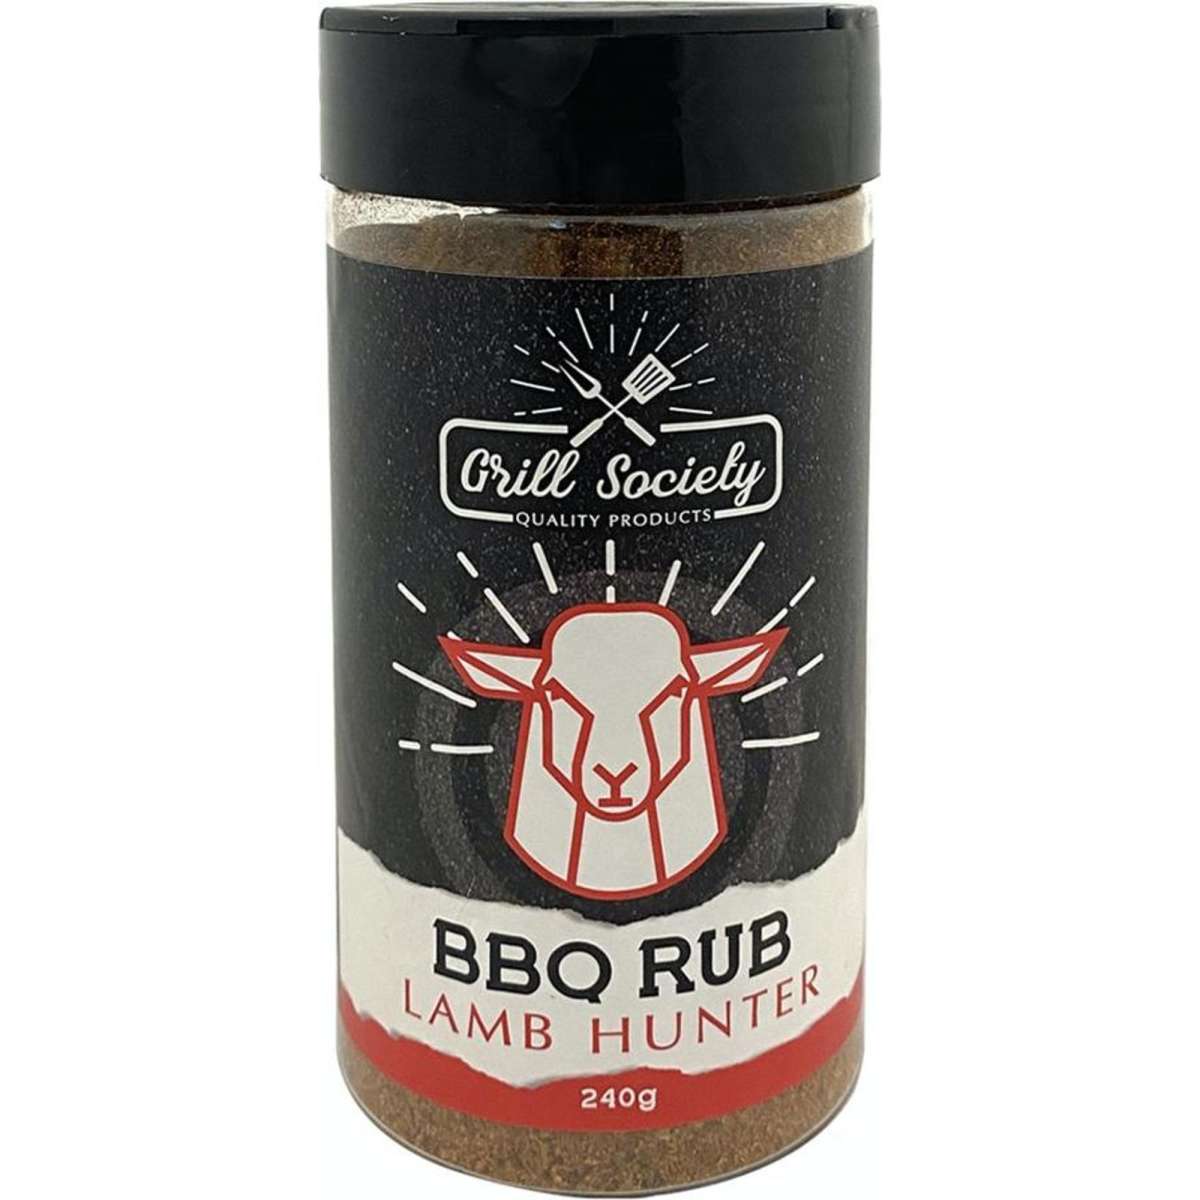 Grill Society
QUALITY PRODUCTS
BBQ RUB
LAMB HUNTER
240g